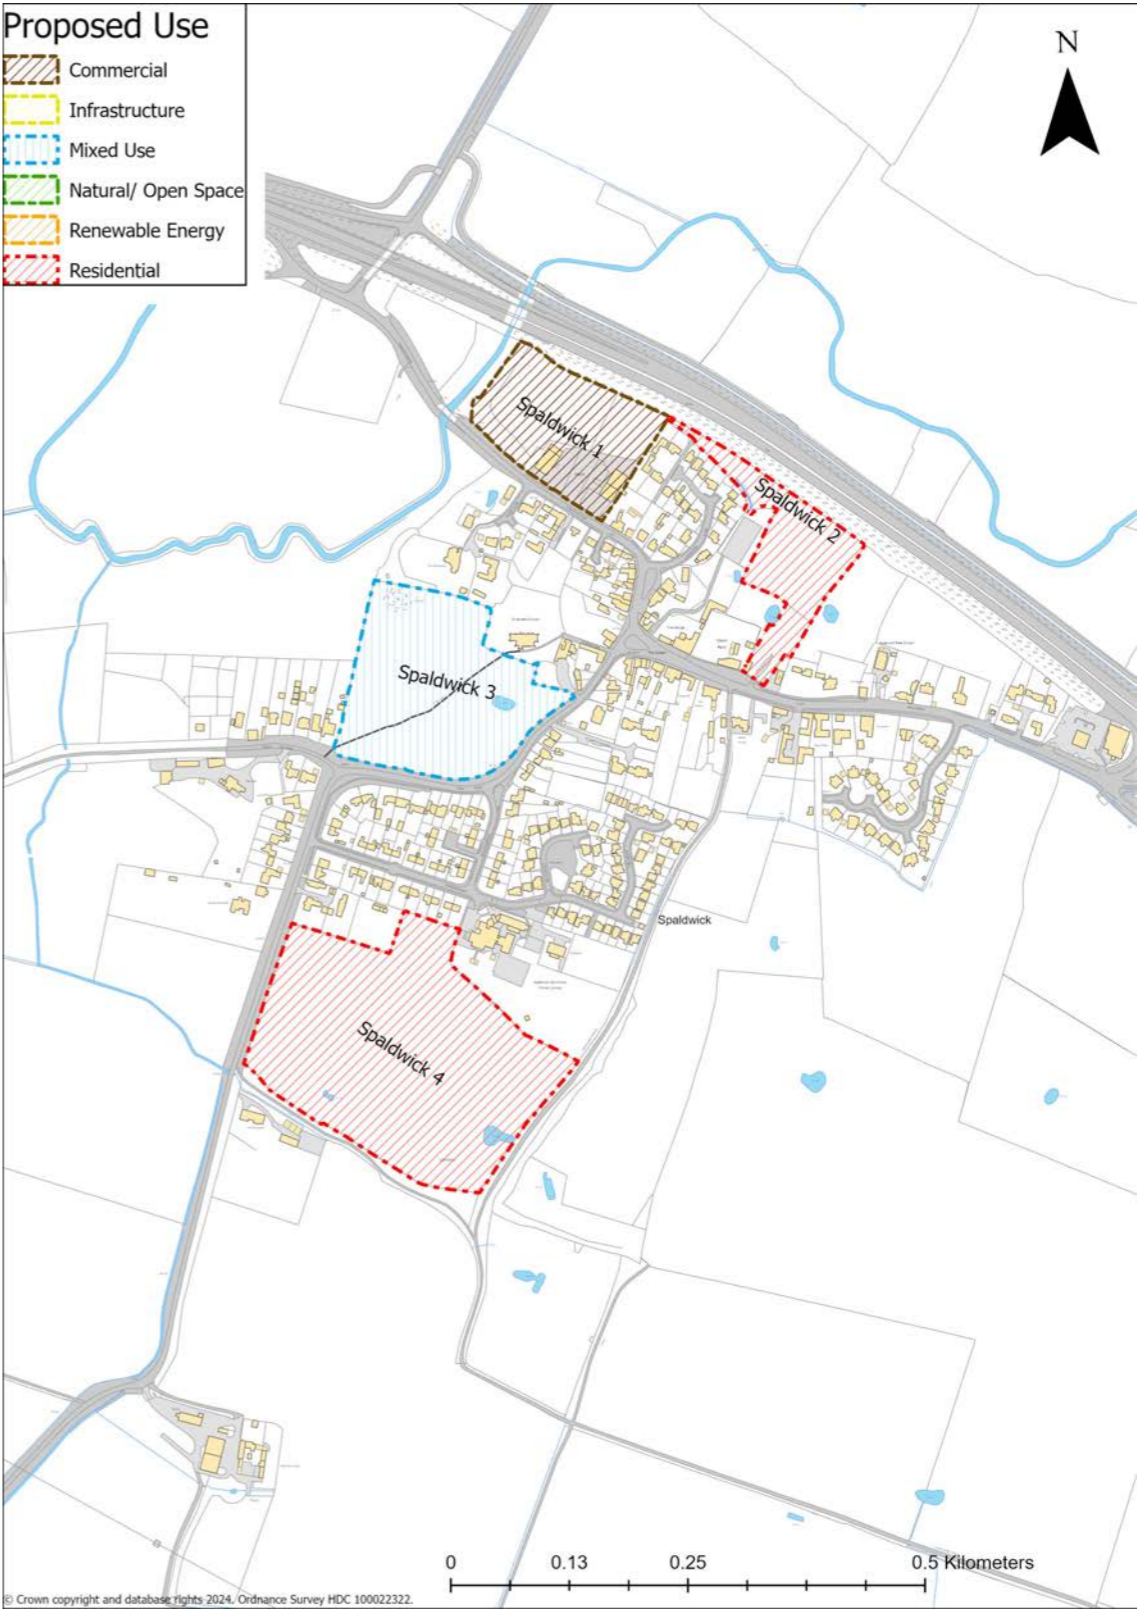 Proposed Use
Commercial
Infrastructure
Mixed Use
Natural/ Open Space
Renewable Energy
Residential
N
Spaldwick 1
Spaldwick 2
Spaldwick 3
Spaldwick
Spaldwick 4
0 0.13 0.25 0.5 Kilometers
© Crown copyright and database rights 2024. Ordnance Survey HDC 100022322.